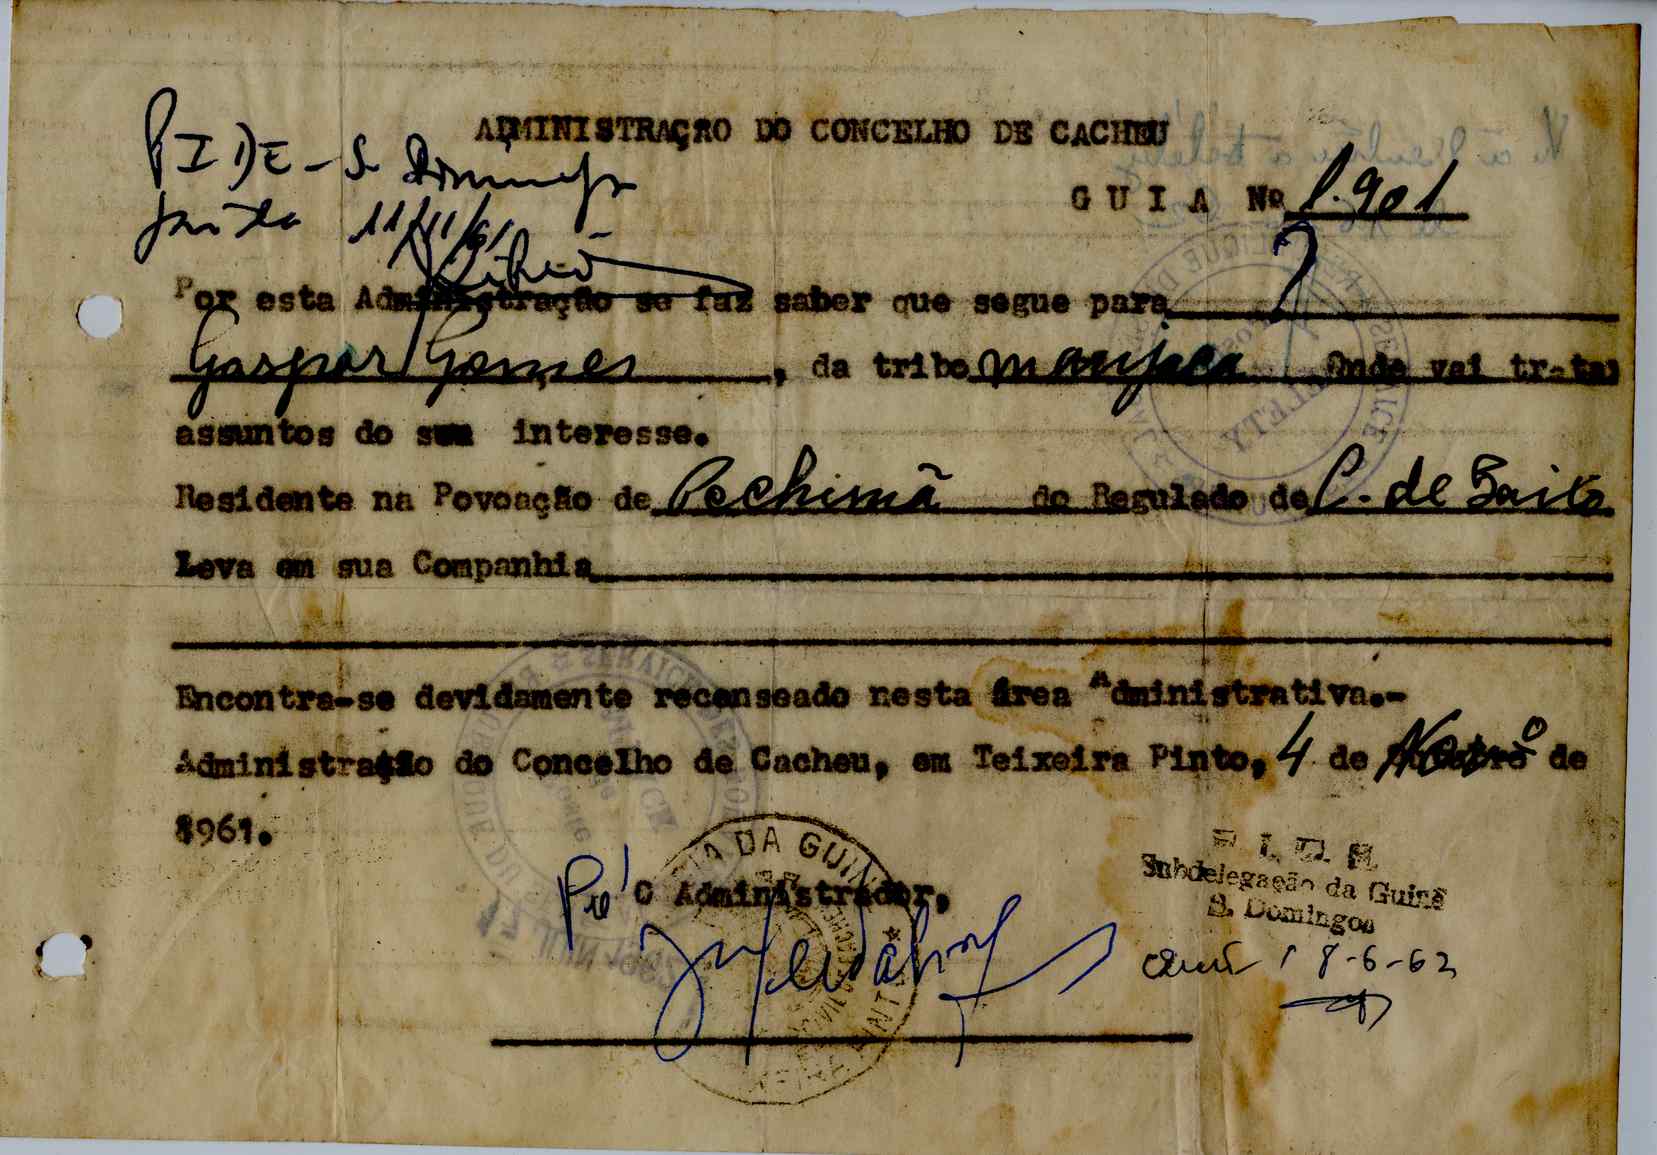 ADMINISTRAÇÃO DO CONCELHO DE CACHEU
PIDE - S. Domingos
11/11/61
GUIA Nº 1.901
Por esta Administração se faz saber que segue para
Gaspar Gomes, da tribo manjaca Onde vai tratar
assuntos do seu interesse.
Residente na Povoação de Pechimã do Regulado de C. de Baixo
Leva em sua Companhia
Encontra-se devidamente recenseado nesta área Administrativa.-
Administração do Concelho de Cacheu, em Teixeira Pinto, 4 de Novbrº de
1961.
O Administrador,
P. I. D. E.
Subdelegação da Guiné
S. Domingos
18-6-62